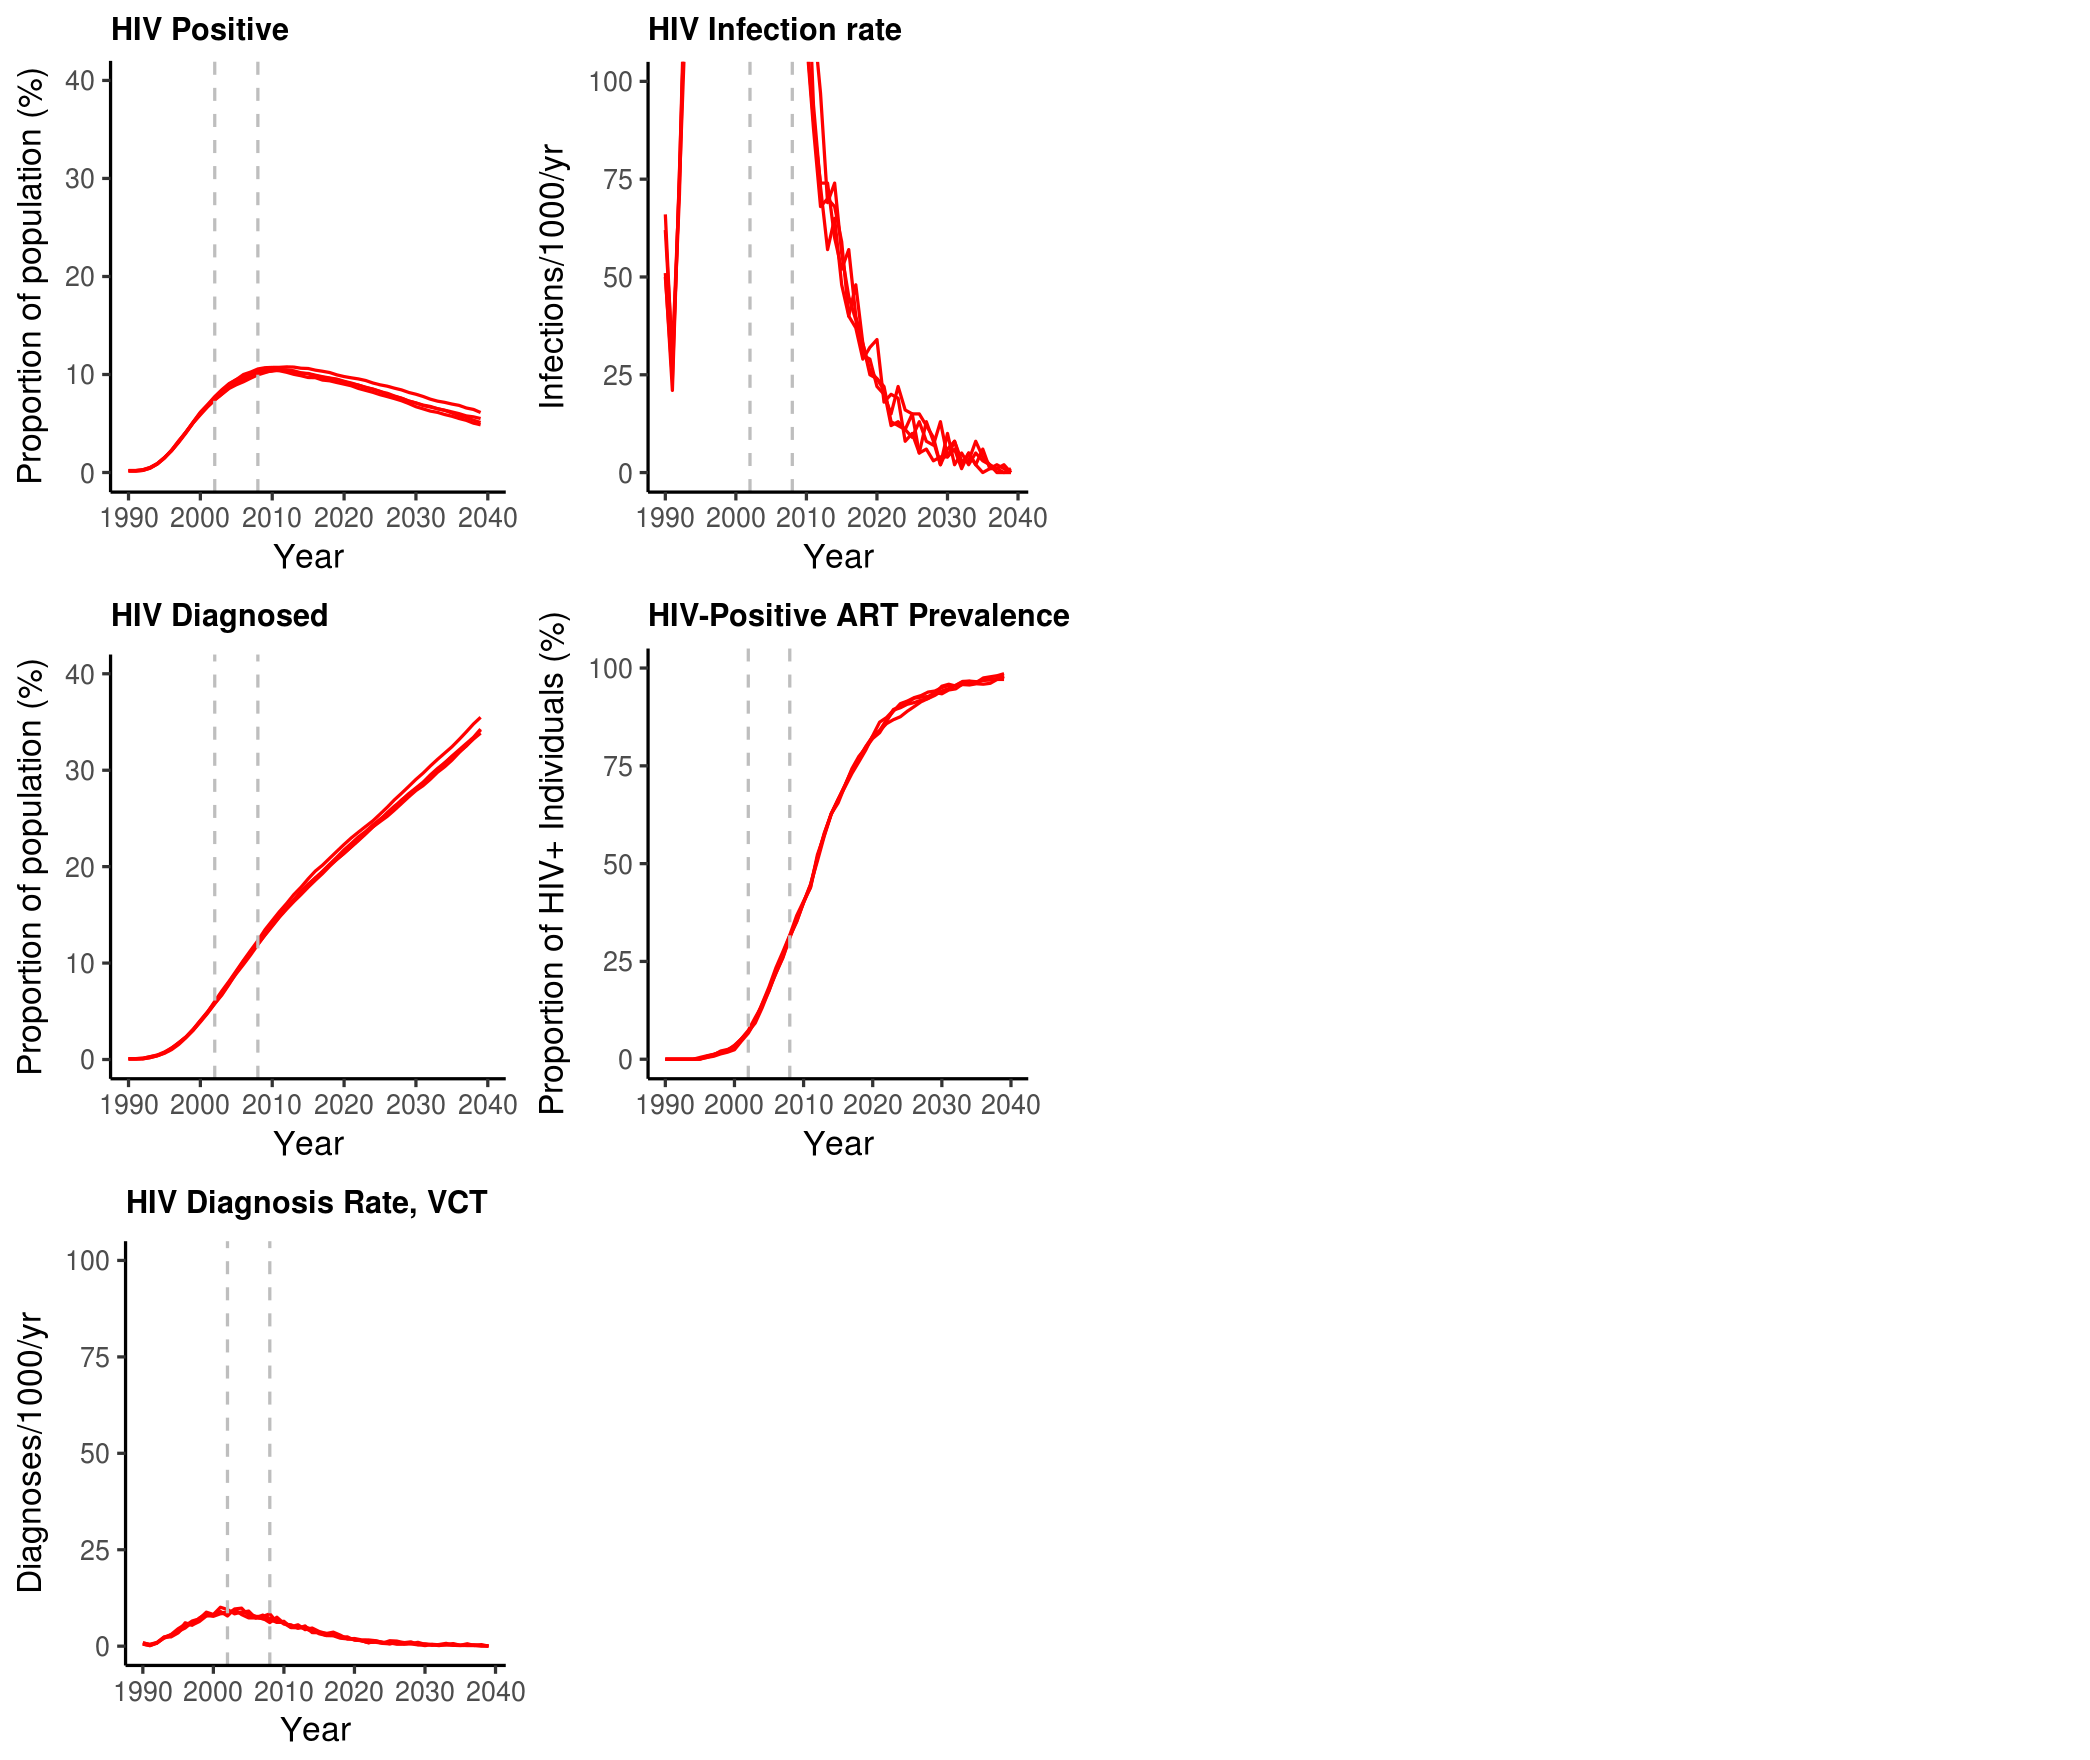 HIV Positive
Proportion of population (%)
40
30
20
10
0
1990 2000 2010 2020 2030 2040
Year
HIV Infection rate
Infections/1000/yr
100
75
50
25
0
1990 2000 2010 2020 2030 2040
Year
HIV Diagnosed
Proportion of population (%)
40
30
20
10
0
1990 2000 2010 2020 2030 2040
Year
HIV-Positive ART Prevalence
Proportion of HIV+ Individuals (%)
100
75
50
25
0
1990 2000 2010 2020 2030 2040
Year
HIV Diagnosis Rate, VCT
Diagnoses/1000/yr
100
75
50
25
0
1990 2000 2010 2020 2030 2040
Year